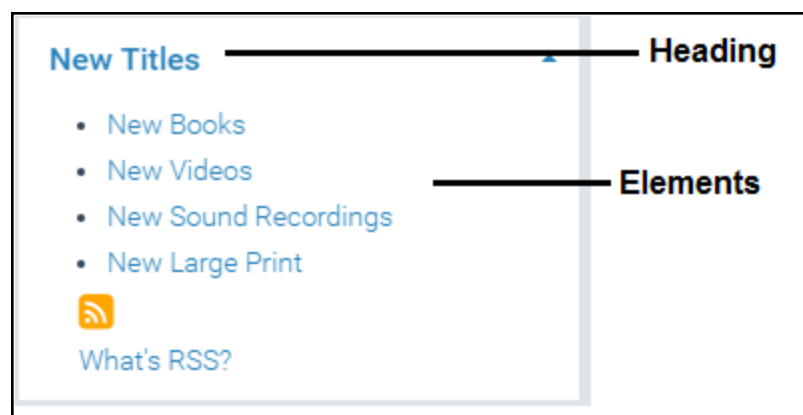 New Titles
Heading
New Books
New Videos
Elements
New Sound Recordings
New Large Print
What's RSS?